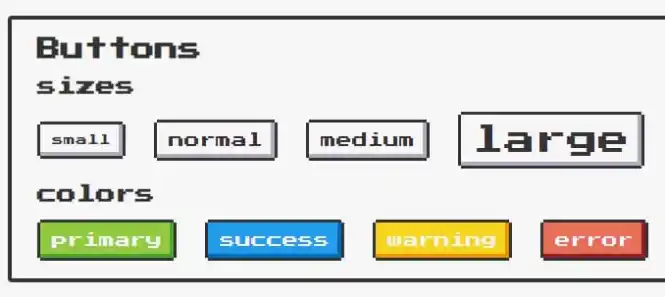 Buttons
sizes
small normal medium large
colors
primary success warning error